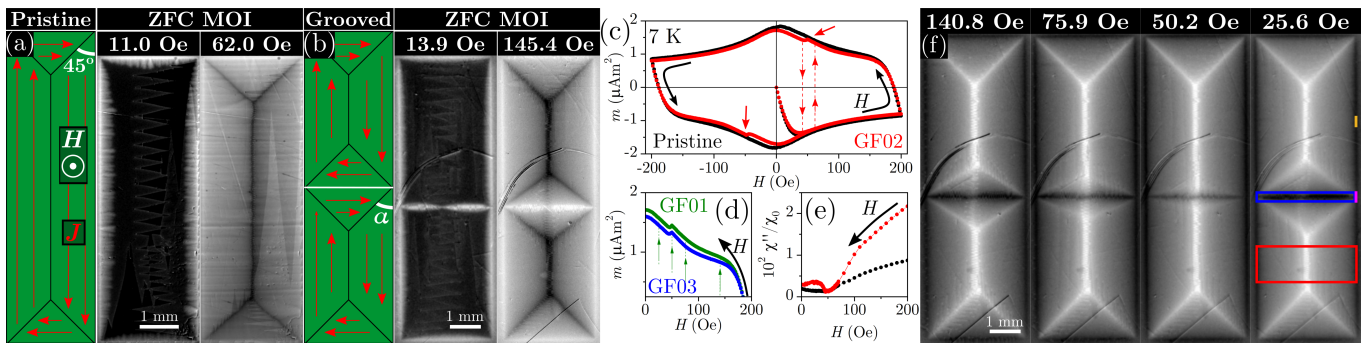 Pristine
ZFC MOI
11.0 Oe
62.0 Oe
(a)
45°
H
J
1 mm
Grooved
ZFC MOI
13.9 Oe
145.4 Oe
(b)
α
1 mm
(c)
7 K
m (μAm²)
2
1
0
-1
2
H
Pristine
GF02
-200
-100
0
100
200
H (Oe)
(d)
GF01
GF03
H
m (μAm²)
2
1
0
100
200
H (Oe)
(e)
H
10² χ''/χ₀
2
1
0
0
100
200
H (Oe)
(f)
140.8 Oe
75.9 Oe
50.2 Oe
25.6 Oe
1 mm